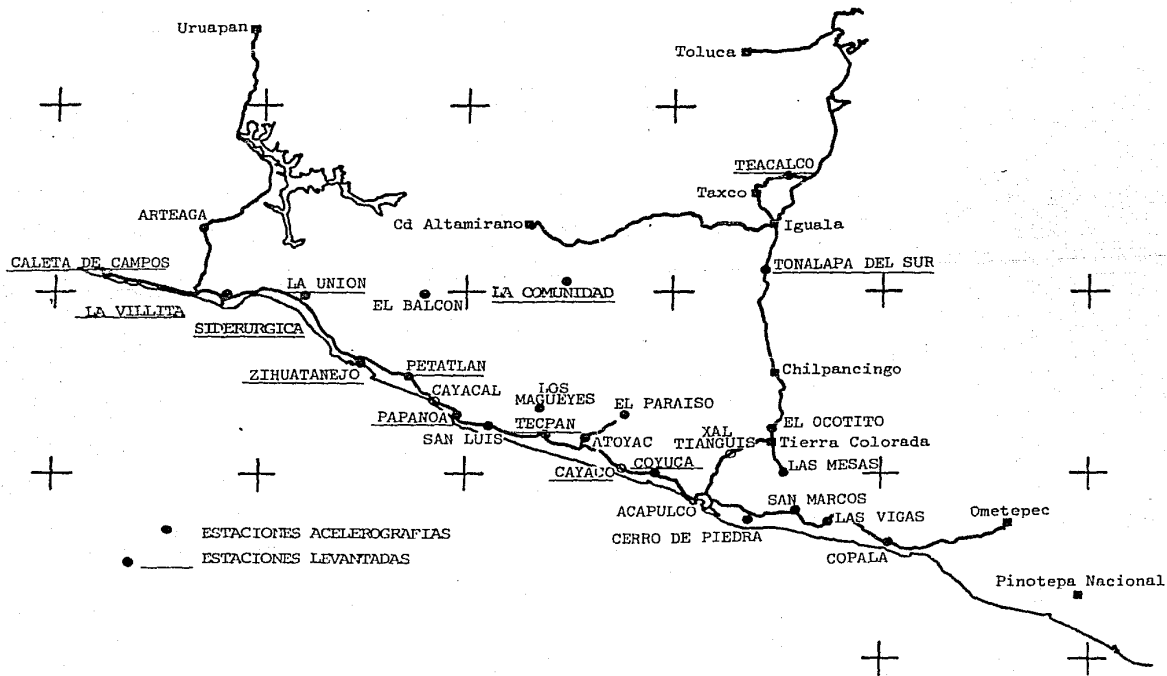 Uruapan
Toluca
TEACALCO
Taxco
ARTEAGA
Cd Altamirano
Iguala
CALETA DE CAMPOS
TONALAPA DEL SUR
LA UNION
EL BALCON
LA COMUNIDAD
LA VILLITA
SIDERURGICA
ZIHUATANEJO
PETATLAN
Chilpancingo
CAYACAL
LOS
MAGUEYES
EL PARAISO
PAPANOA
SAN LUIS
TECPAN
ATOYAC
XAL
TIANGUIS
EL OCOTITO
Tierra Colorada
CAYACO
COYUCA
LAS MESAS
ACAPULCO
SAN MARCOS
LAS VIGAS
Ometepec
CERRO DE PIEDRA
COPALA
ESTACIONES ACELEROGRAFIAS
ESTACIONES LEVANTADAS
Pinotepa Nacional